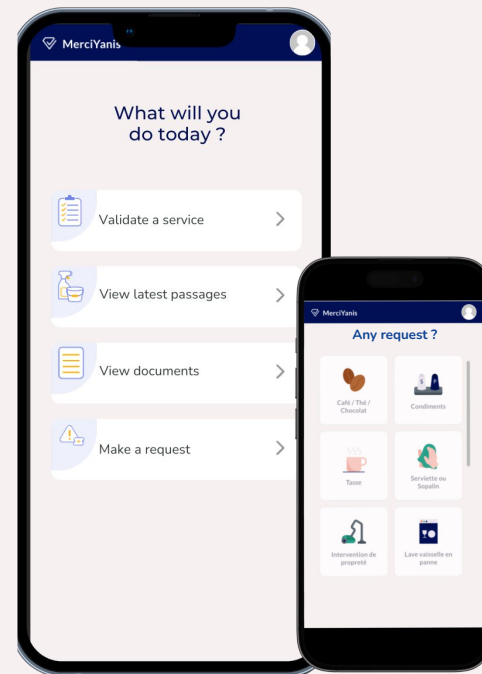 MerciYanis
What will you
do today ?
Validate a service
View latest passages
View documents
Make a request
MerciYanis
Any request ?
Café / Thé /
Chocolat
Condiments
Tasse
Serviette ou
Sopalin
Intervention de
propreté
Lave vaisselle en
panne